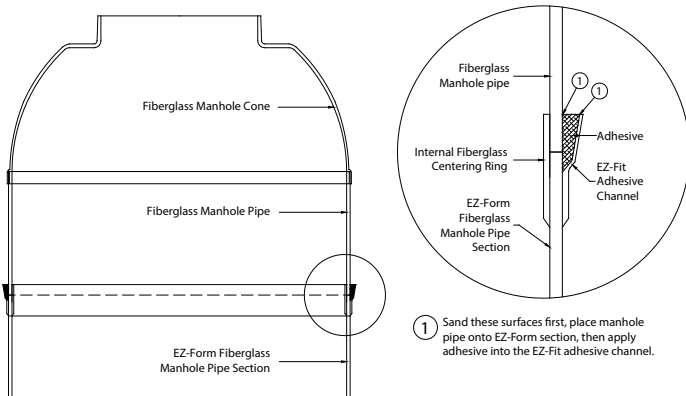 Fiberglass Manhole Cone
Fiberglass Manhole Pipe
EZ-Form Fiberglass
Manhole Pipe Section
Fiberglass
Manhole pipe
1
1
Adhesive
Internal Fiberglass
Centering Ring
EZ-Fit
Adhesive
Channel
EZ-Form
Fiberglass
Manhole Pipe
Section
1 Sand these surfaces first, place manhole
pipe onto EZ-Form section, then apply
adhesive into the EZ-Fit adhesive channel.